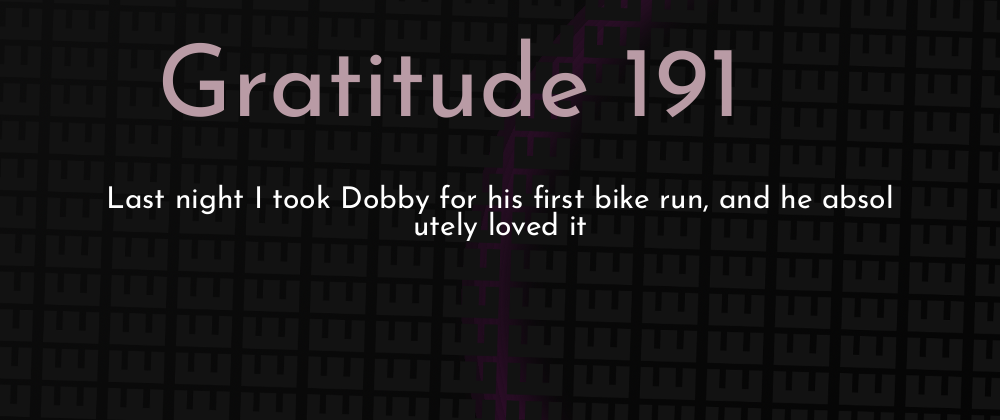 Gratitude 191
Last night I took Dobby for his first bike run, and he absol
utely loved it